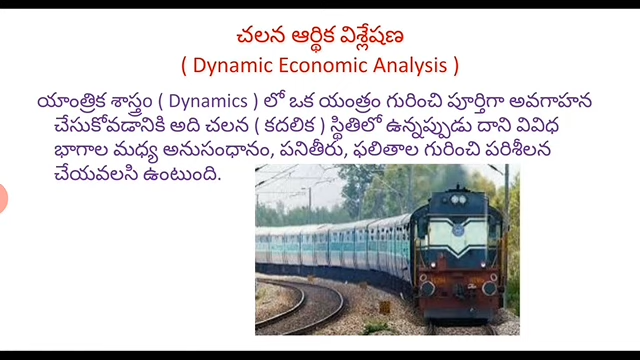 చలన ఆర్థిక విశ్లేషణ
( Dynamic Economic Analysis )
యాంత్రిక శాస్త్రం ( Dynamics ) లో ఒక యంత్రం గురించి పూర్తిగా అవగాహన
చేసుకోవడానికి అది చలన ( కదలిక ) స్థితిలో ఉన్నప్పుడు దాని వివిధ
భాగాల మధ్య అనుసంధానం, పనితీరు, ఫలితాల గురించి పరిశీలన
చేయవలసి ఉంటుంది.